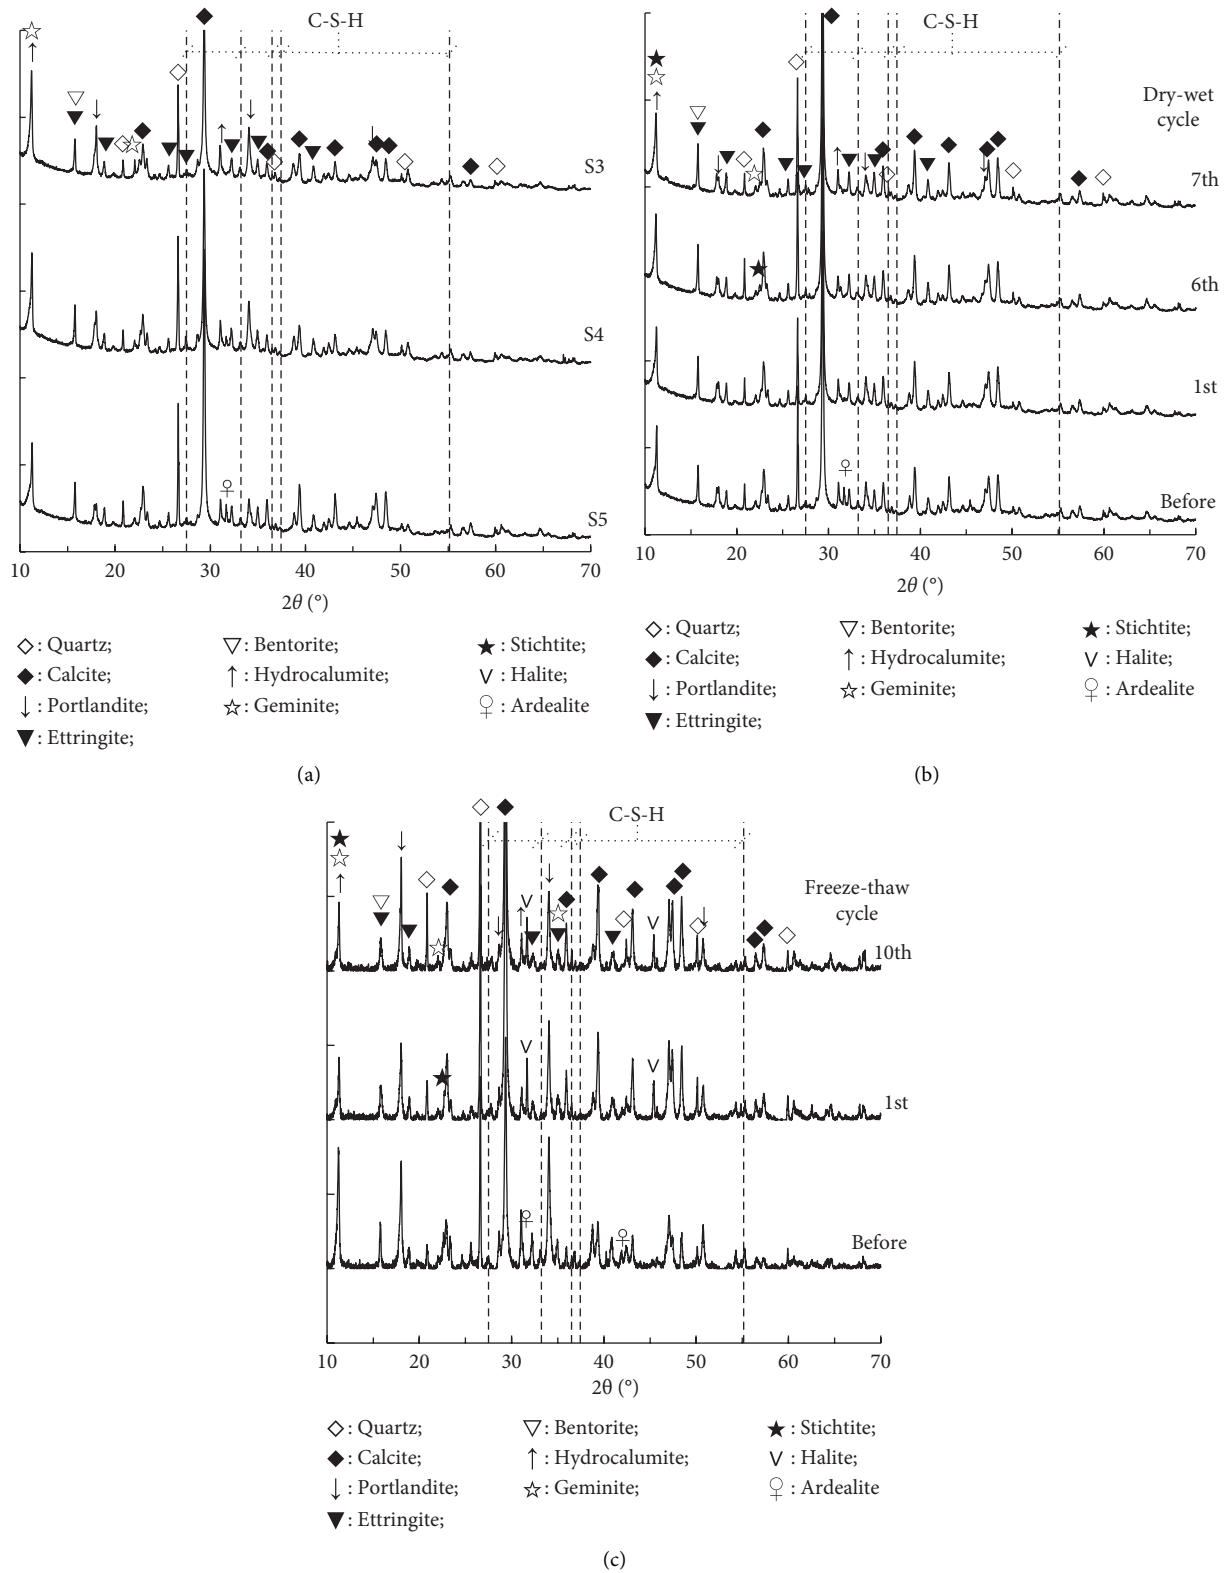 C-S-H
S3
S4
S5
10 20 30 40 50 60 70
2θ (°)
◇ : Quartz;
◆ : Calcite;
↓ : Portlandite;
▼ : Ettringite;
▽ : Bentorite;
↑ : Hydrocalumite;
☆ : Geminite;
★ : Stichtite;
V : Halite;
♀ : Ardealite
(a)
C-S-H
Dry-wet
cycle
7th
6th
1st
Before
10 20 30 40 50 60 70
2θ (°)
◇ : Quartz;
◆ : Calcite;
↓ : Portlandite;
▼ : Ettringite;
▽ : Bentorite;
↑ : Hydrocalumite;
☆ : Geminite;
★ : Stichtite;
V : Halite;
♀ : Ardealite
(b)
C-S-H
Freeze-thaw
cycle
10th
V V
1st
V V
Before
10 20 30 40 50 60 70
2θ (°)
◇ : Quartz;
◆ : Calcite;
↓ : Portlandite;
▼ : Ettringite;
▽ : Bentorite;
↑ : Hydrocalumite;
☆ : Geminite;
★ : Stichtite;
V : Halite;
♀ : Ardealite
(c)